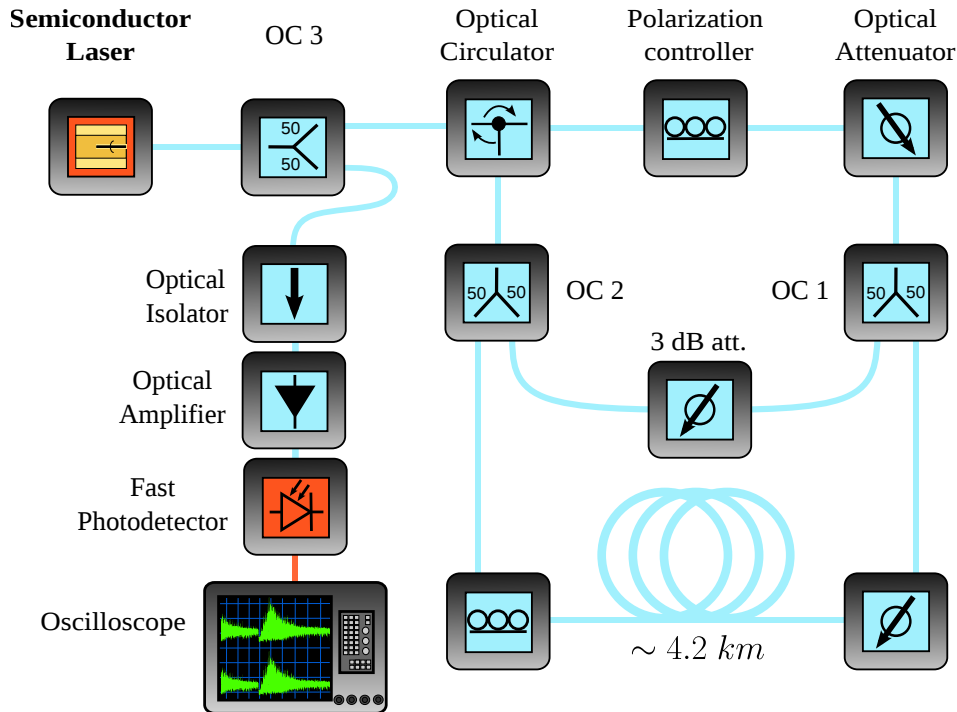 Semiconductor
Laser
OC 3
Optical
Circulator
Polarization
controller
Optical
Attenuator
50
50
Optical
Isolator
50 50
OC 2
OC 1
50 50
3 dB att.
Optical
Amplifier
Fast
Photodetector
Oscilloscope
~ 4.2 km